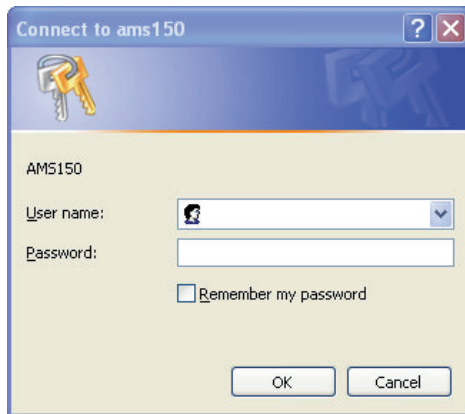 Connect to ams150
AMS150
User name:
Password:
Remember my password
OK Cancel